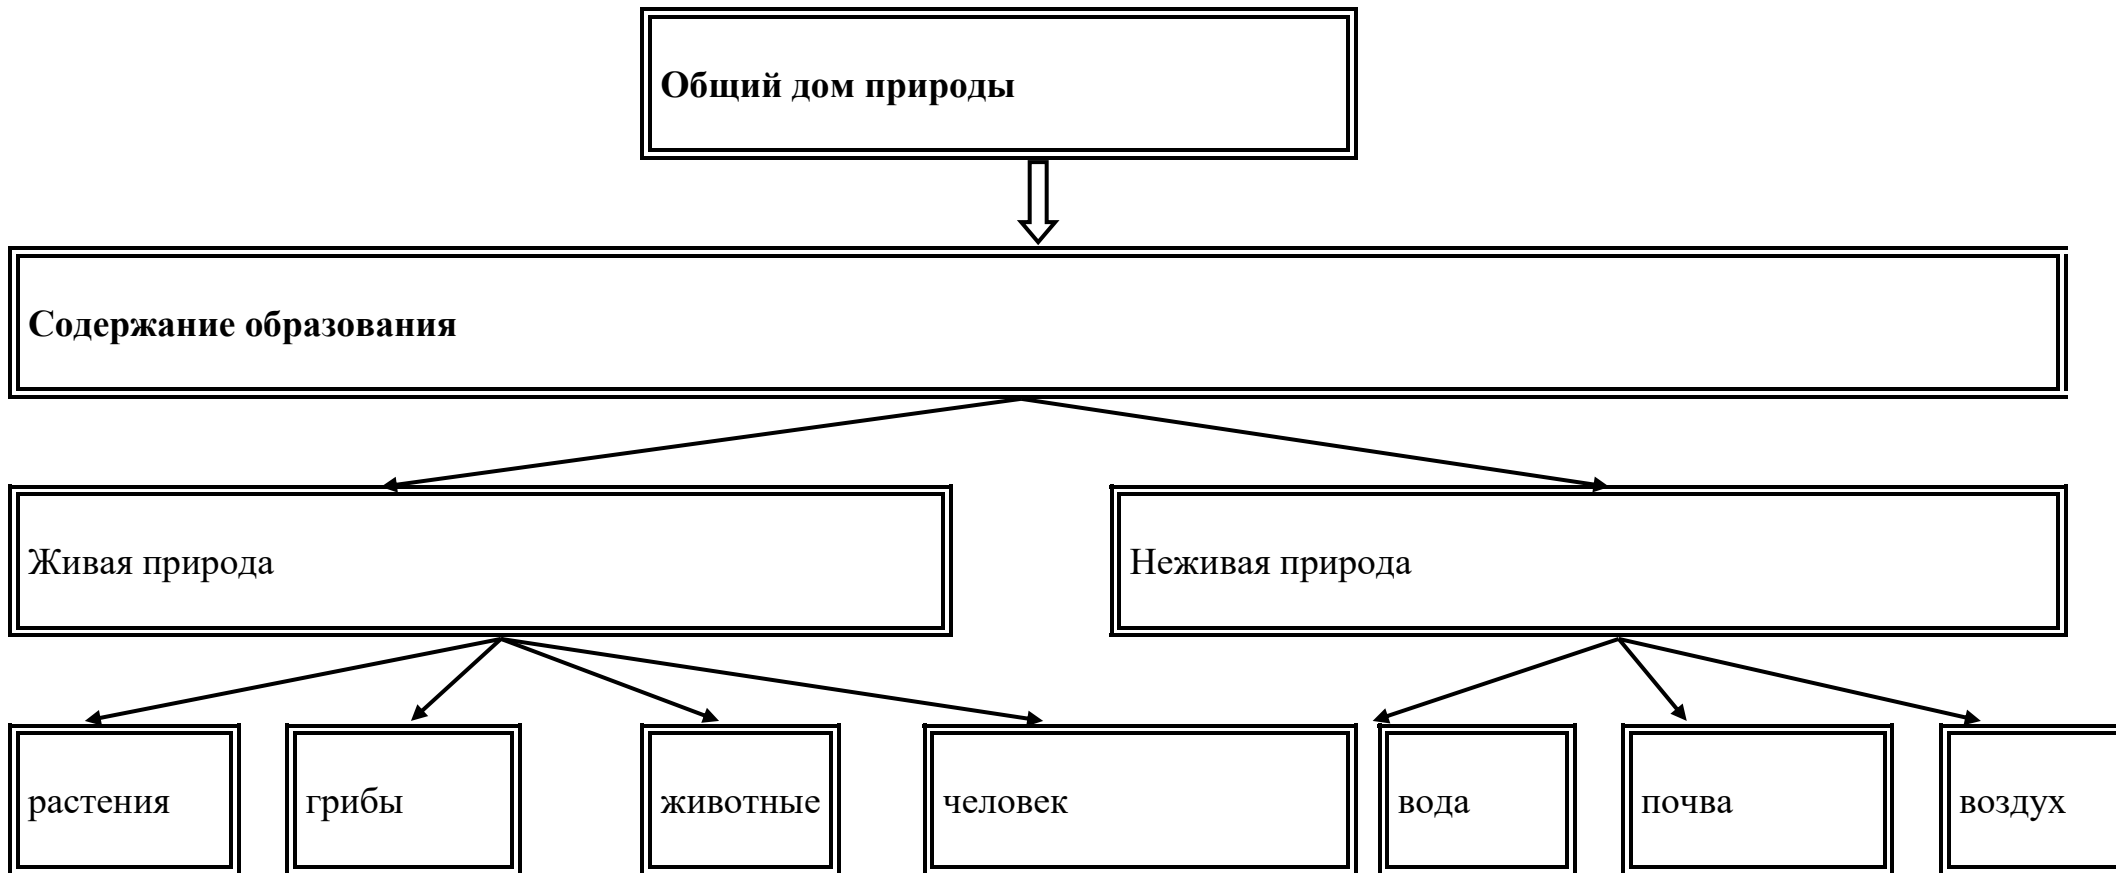 Общий дом природы
Содержание образования
Живая природа
Неживая природа
растения
грибы
животные
человек
вода
почва
воздух